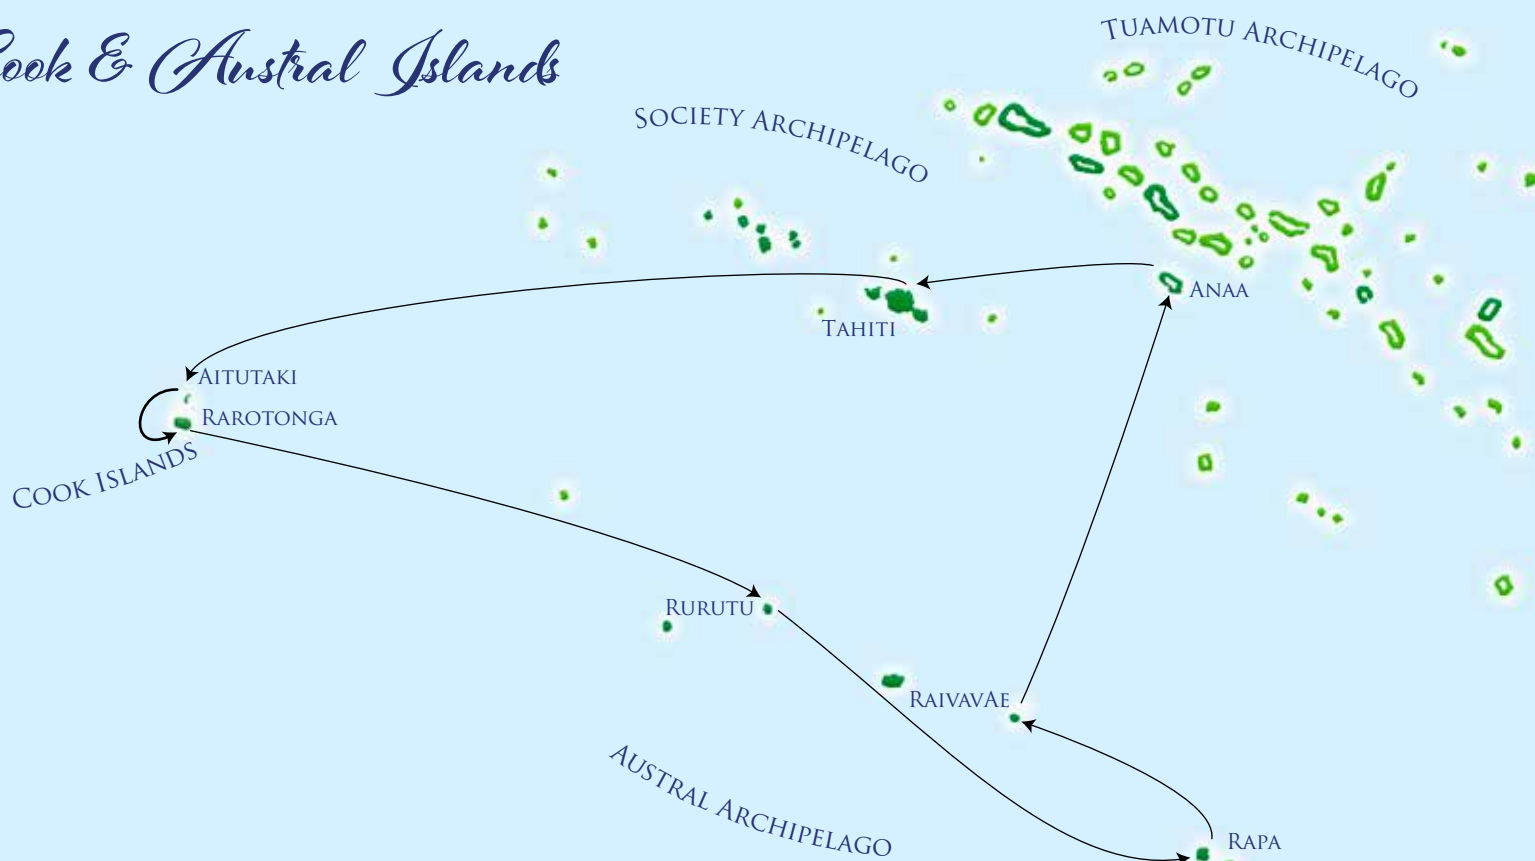 ook & Austral Islands
Tuamotu Archipelago
Society Archipelago
Anaa
Tahiti
Aitutaki
Rarotonga
Cook Islands
Rurutu
RaivavAe
Austral Archipelago
Rapa